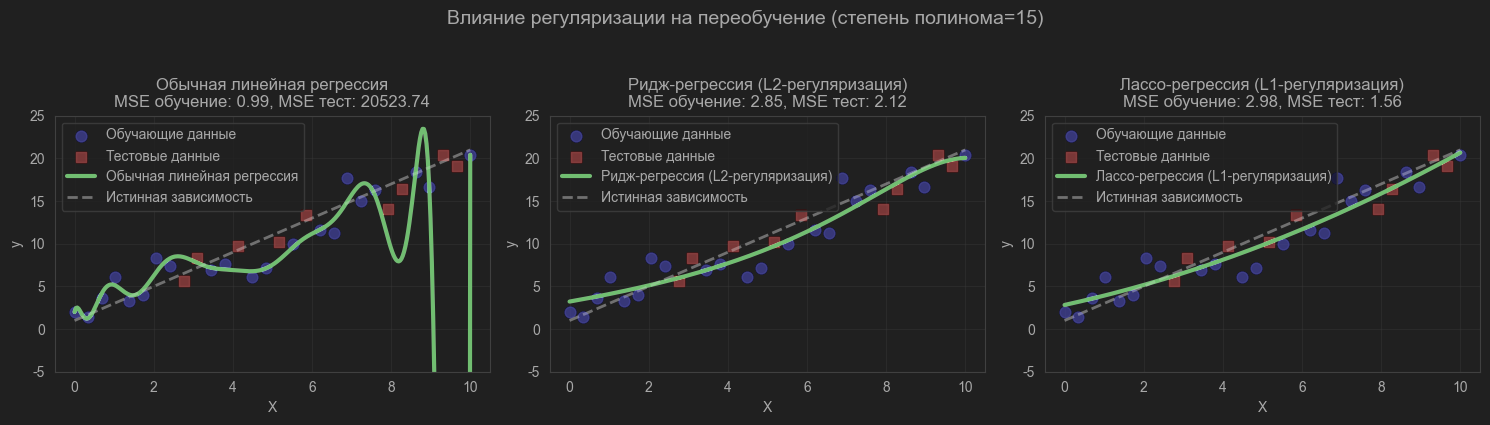 Влияние регуляризации на переобучение (степень полинома=15)
Обычная линейная регрессия
MSE обучение: 0.99, MSE тест: 20523.74
25
20
15
10
5
0
-5
y
Обучающие данные
Тестовые данные
Обычная линейная регрессия
Истинная зависимость
0 2 4 6 8 10
X
Ридж-регрессия (L2-регуляризация)
MSE обучение: 2.85, MSE тест: 2.12
25
20
15
10
5
0
-5
y
Обучающие данные
Тестовые данные
Ридж-регрессия (L2-регуляризация)
Истинная зависимость
0 2 4 6 8 10
X
Лассо-регрессия (L1-регуляризация)
MSE обучение: 2.98, MSE тест: 1.56
25
20
15
10
5
0
-5
y
Обучающие данные
Тестовые данные
Лассо-регрессия (L1-регуляризация)
Истинная зависимость
0 2 4 6 8 10
X